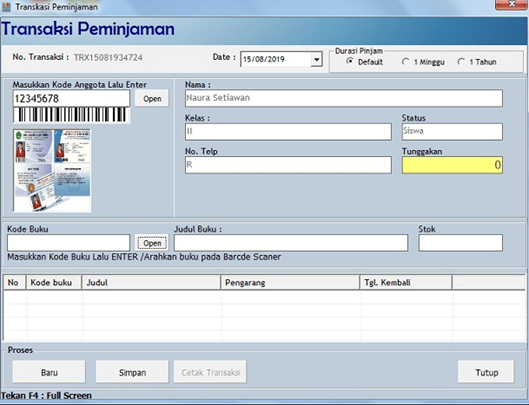 Transkasi Peminjaman
Transaksi Peminjaman
No. Transaksi : TRX15081934724
Date : 15/08/2019
Durasi Pinjam
Default 1 Minggu 1 Tahun
Masukkan Kode Anggota Lalu Enter
12345678 Open
Nama :
Naura Setiawan
Kelas : Status
II Siswa
No. Telp Tunggakan
R 0
Kode Buku Judul Buku : Stok
Open
Masukkan Kode Buku Lalu ENTER /Arahkan buku pada Barcde Scaner
No Kode buku Judul Pengarang Tgl. Kembali
Proses
Baru Simpan Cetak Transaksi Tutup
Tekan F4 : Full Screen